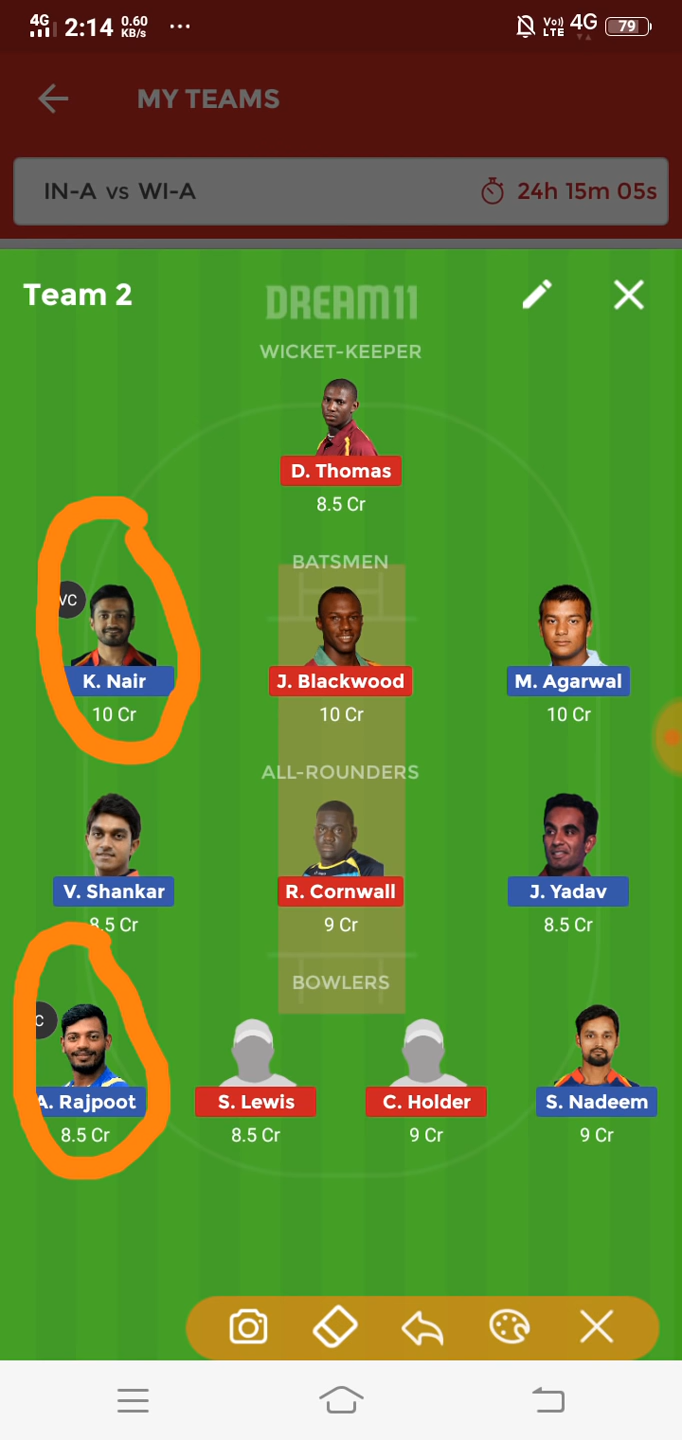 4G 2:14 0.60 KB/s ... Vo) LTE 4G 79
MY TEAMS
IN-A vs WI-A 24h 15m 05s
Team 2 DREAM11
WICKET-KEEPER
D. Thomas
8.5 Cr
BATSMEN
VC
K. Nair J. Blackwood M. Agarwal
10 Cr 10 Cr 10 Cr
ALL-ROUNDERS
V. Shankar R. Cornwall J. Yadav
8.5 Cr 9 Cr 8.5 Cr
BOWLERS
C
A. Rajpoot S. Lewis C. Holder S. Nadeem
8.5 Cr 8.5 Cr 9 Cr 9 Cr